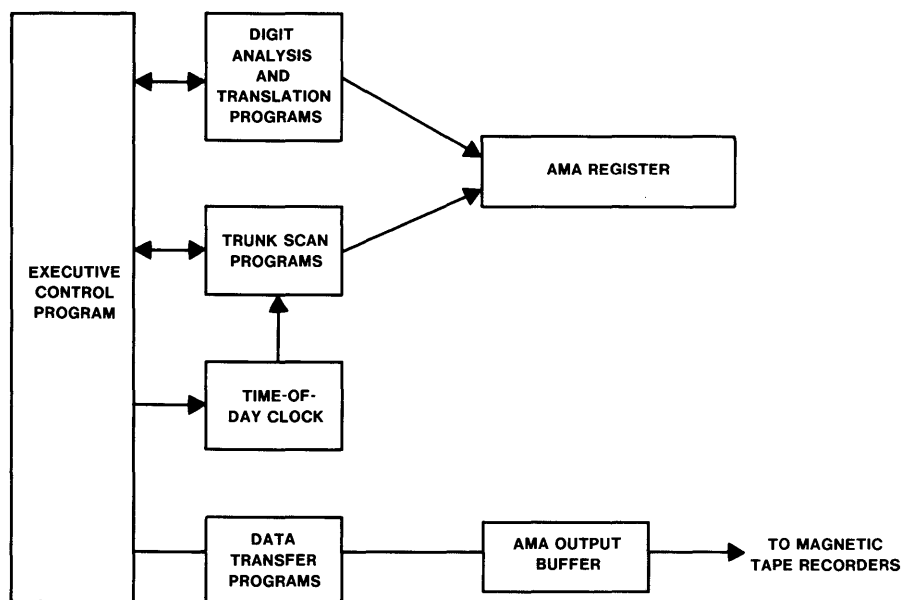 DIGIT
ANALYSIS
AND
TRANSLATION
PROGRAMS
AMA REGISTER
TRUNK SCAN
PROGRAMS
EXECUTIVE
CONTROL
PROGRAM
TIME-OF-
DAY CLOCK
DATA
TRANSFER
PROGRAMS
AMA OUTPUT
BUFFER
TO MAGNETIC
TAPE RECORDERS